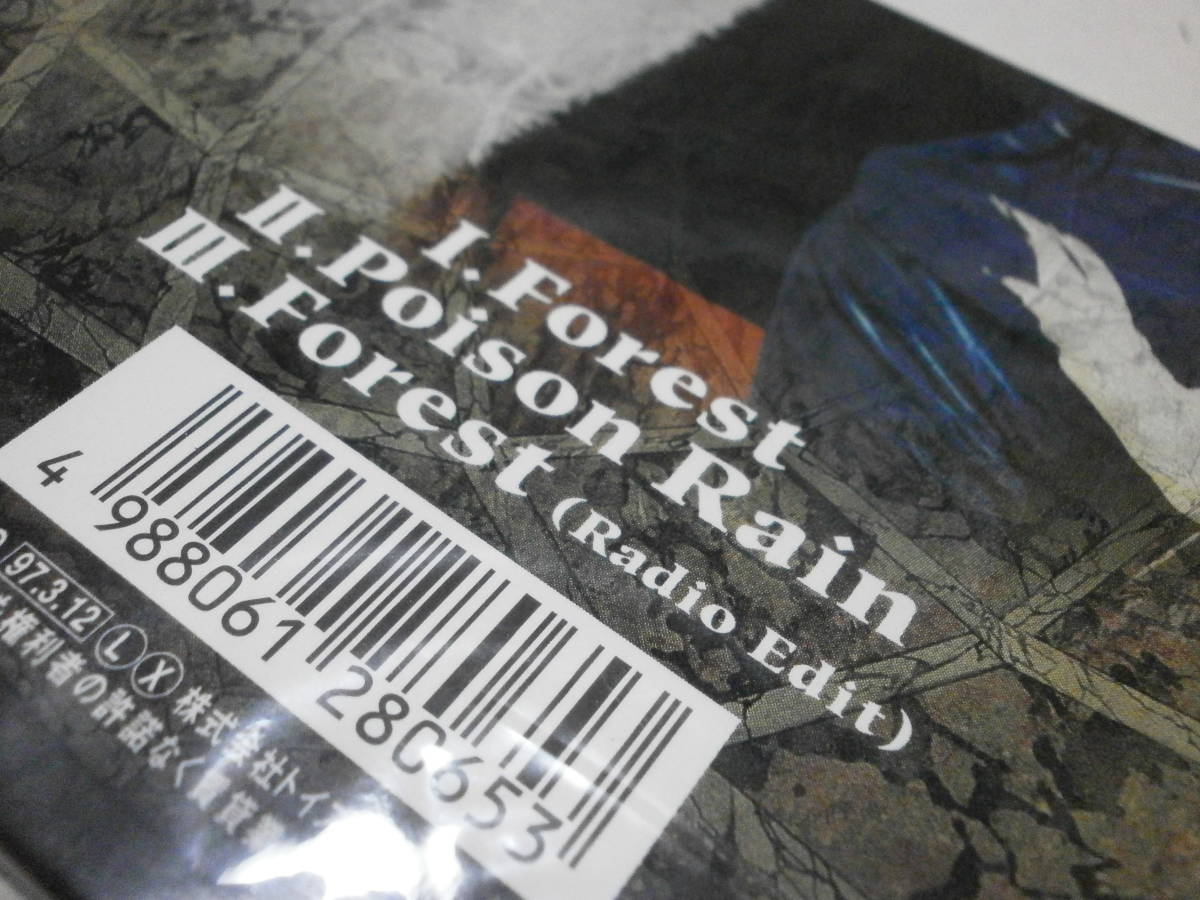 I. Forest
II. Poison Rain
III. Forest (Radio Edit)
4 988061 280653
97.3.12 L X 株式会社トイ
権利者の許諾なく賃貸